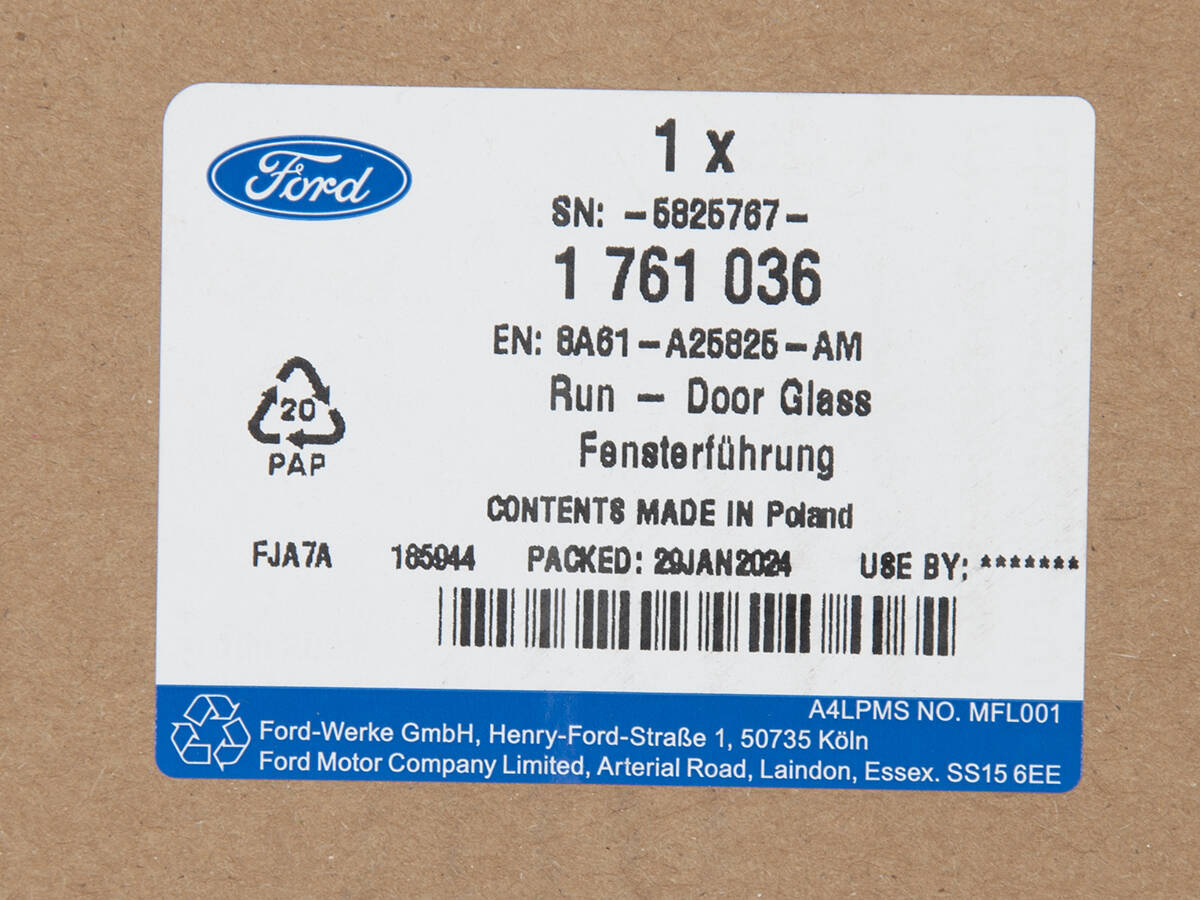 Ford
1 x
SN: -5825767-
1 761 036
EN: 8A61-A25825-AM
Run - Door Glass
Fensterführung
20
PAP
CONTENTS MADE IN Poland
FJA7A 185944 PACKED: 29JAN2024 USE BY: *******
A4LPMS NO. MFL001
Ford-Werke GmbH, Henry-Ford-Straße 1, 50735 Köln
Ford Motor Company Limited, Arterial Road, Laindon, Essex. SS15 6EE